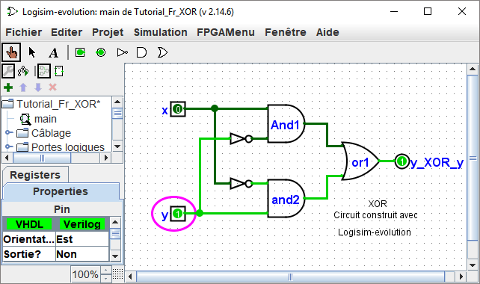 Logisim-evolution: main de Tutorial_Fr_XOR (v 2.14.6)
Fichier Editer Projet Simulation FPGAMenu Fenêtre Aide
A
Tutorial_Fr_XOR*
main
Câblage
Portes logiques
Registers
Properties
Pin
VHDL Verilog
Orientat... Est
Sortie? Non
100%
x 0
And1
or1
1 y_XOR_y
and2
y 1
XOR
Circuit construit avec
Logisim-evolution